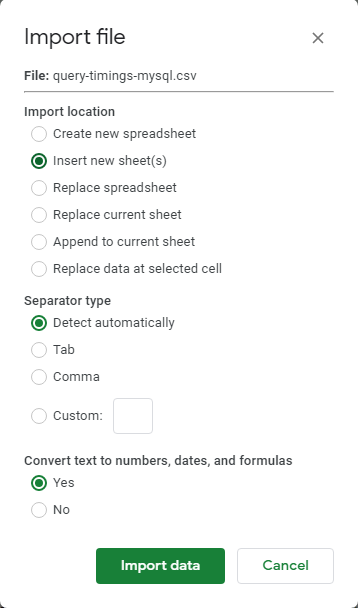 Import file
File: query-timings-mysql.csv
Import location
Create new spreadsheet
Insert new sheet(s)
Replace spreadsheet
Replace current sheet
Append to current sheet
Replace data at selected cell
Separator type
Detect automatically
Tab
Comma
Custom:
Convert text to numbers, dates, and formulas
Yes
No
Import data Cancel